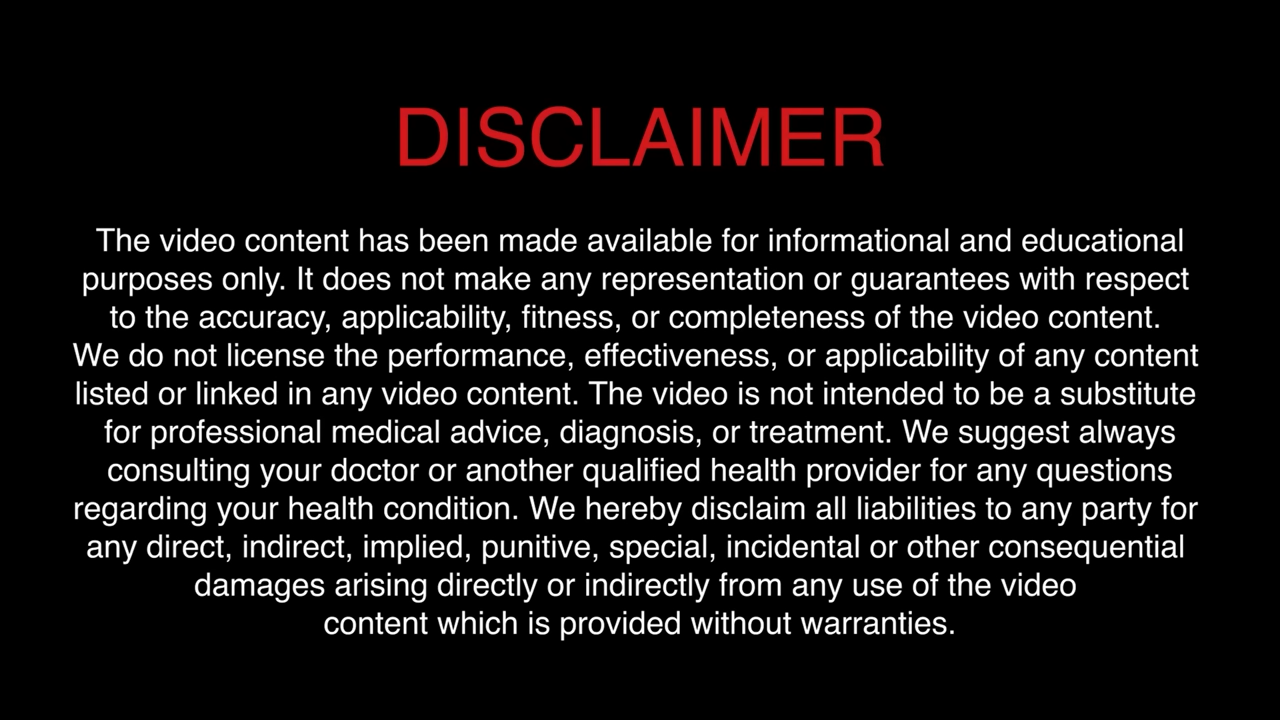 DISCLAIMER
The video content has been made available for informational and educational
purposes only. It does not make any representation or guarantees with respect
to the accuracy, applicability, fitness, or completeness of the video content.
We do not license the performance, effectiveness, or applicability of any content
listed or linked in any video content. The video is not intended to be a substitute
for professional medical advice, diagnosis, or treatment. We suggest always
consulting your doctor or another qualified health provider for any questions
regarding your health condition. We hereby disclaim all liabilities to any party for
any direct, indirect, implied, punitive, special, incidental or other consequential
damages arising directly or indirectly from any use of the video
content which is provided without warranties.